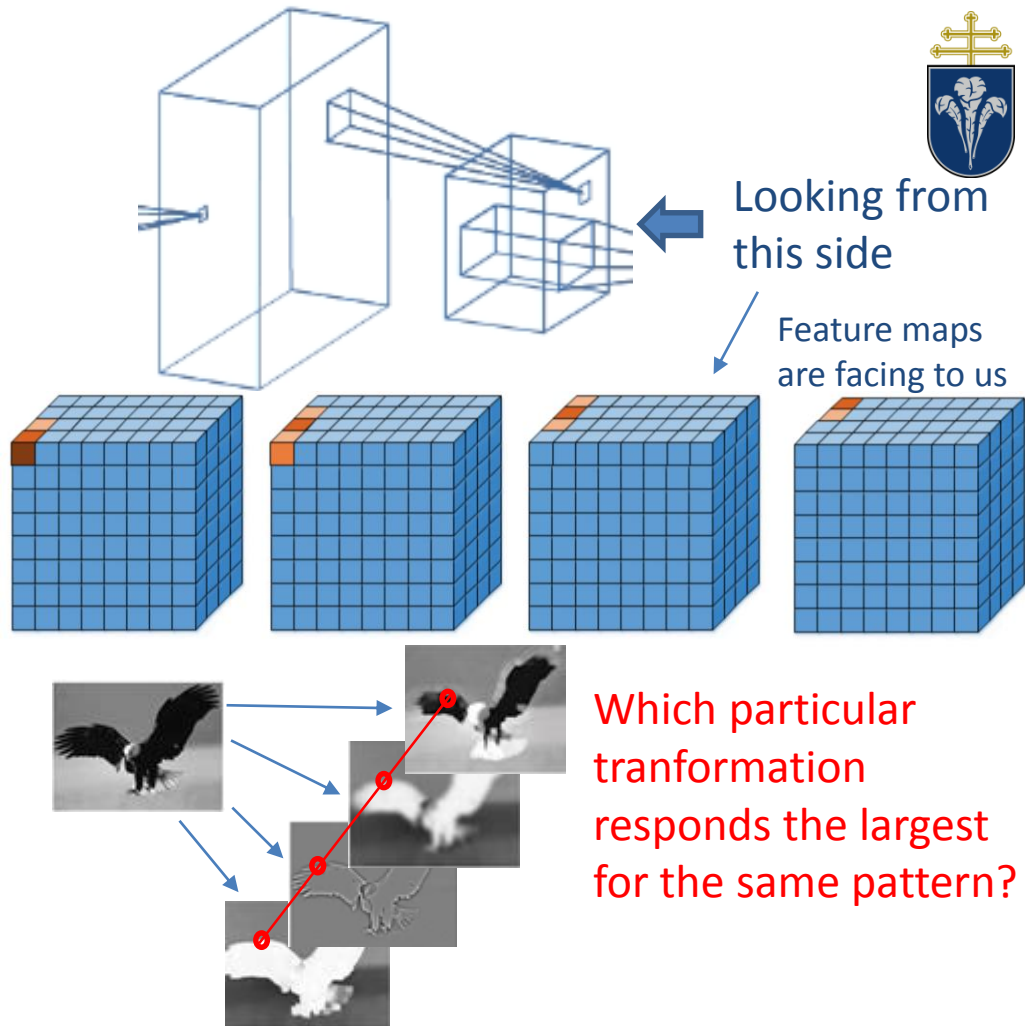 Looking from
this side
Feature maps
are facing to us
Which particular
tranformation
responds the largest
for the same pattern?